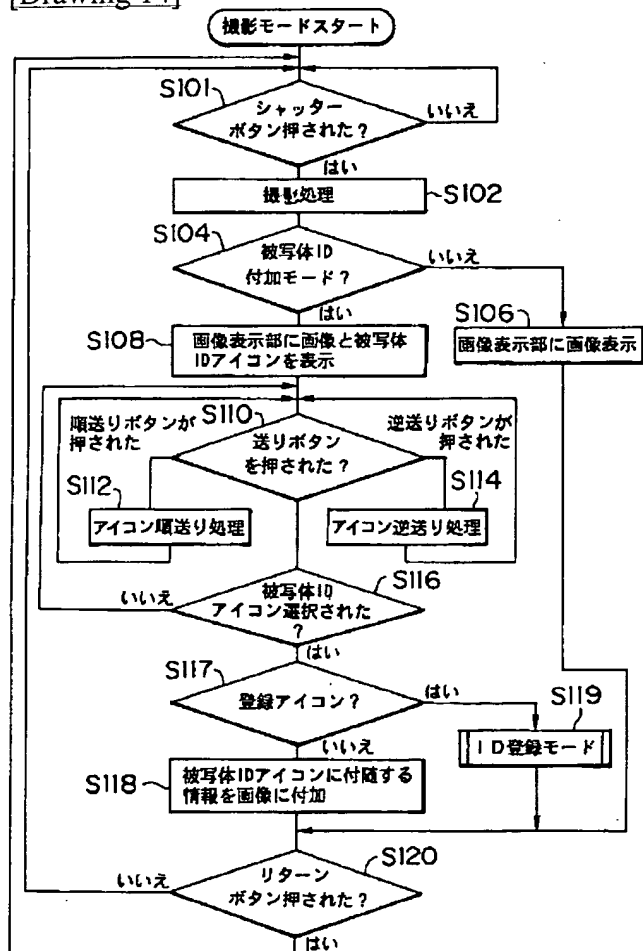 [Drawing 14]
撮影モードスタート
S101
シャッター
ボタン押された?
いいえ
はい
撮影処理
S102
S104
被写体ID
付加モード?
いいえ
はい
S108
画像表示部に画像と被写体
IDアイコンを表示
S106
画像表示部に画像表示
順送りボタンが
押された
S110
送りボタン
を押された?
逆送りボタンが
押された
S112
アイコン順送り処理
S114
アイコン逆送り処理
S116
被写体ID
アイコン選択された
?
いいえ
はい
S117
登録アイコン?
はい
S119
ID登録モード
いいえ
S118
被写体IDアイコンに付随する
情報を画像に付加
S120
リターン
ボタン押された?
いいえ
はい